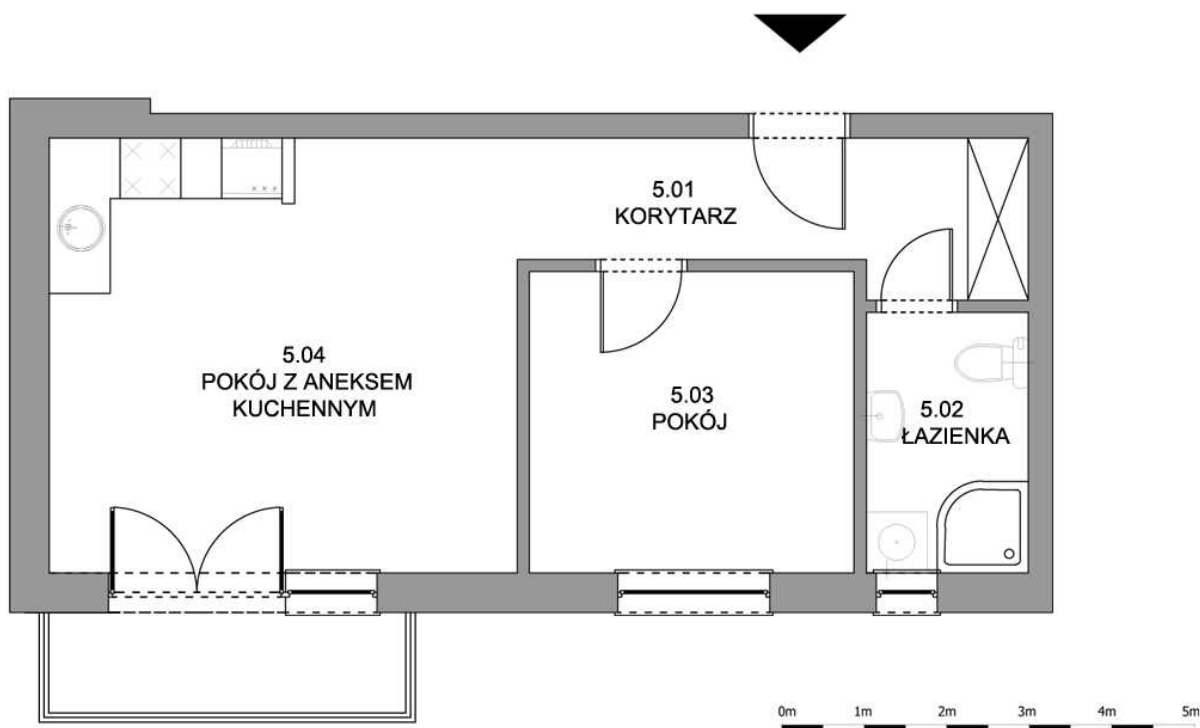 5.01
KORYTARZ
5.04
POKÓJ Z ANEKSEM
KUCHENNYM
5.03
POKÓJ
5.02
ŁAZIENKA
0m 1m 2m 3m 4m 5m